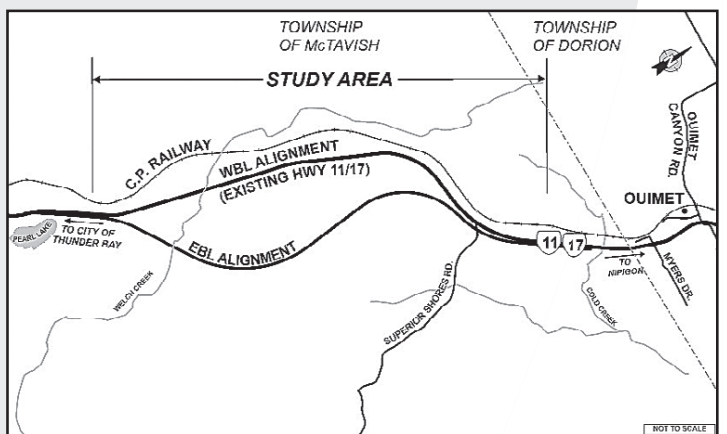 TOWNSHIP
OF McTAVISH
TOWNSHIP
OF DORION
STUDY AREA
OUIMET
CANYON RD.
C.P. RAILWAY
WBL ALIGNMENT
(EXISTING HWY 11/17)
OUIMET
PEARL LAKE
TO CITY OF
THUNDER BAY
EBL ALIGNMENT
11
17
TO
NIPIGON
MYERS DR.
WELCH CREEK
SUPERIOR SHORES RD.
COLD CREEK
NOT TO SCALE